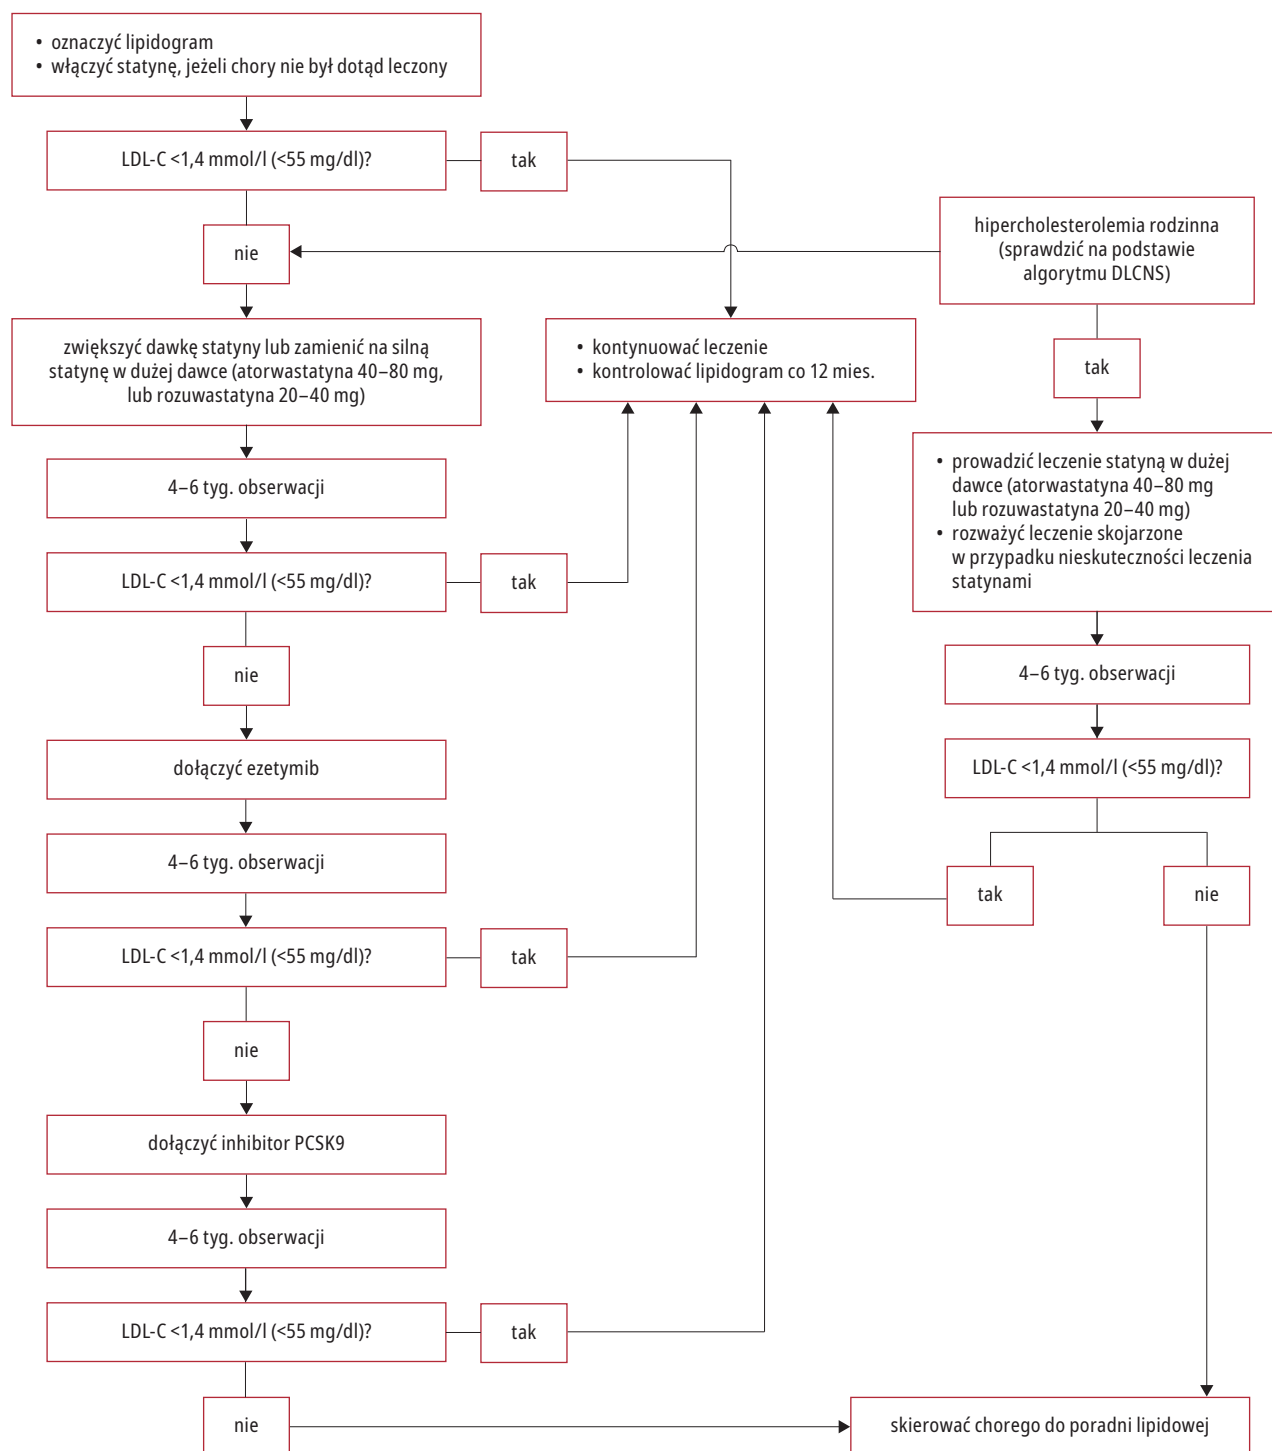 • oznaczyć lipidogram
• włączyć statynę, jeżeli chory nie był dotąd leczony
LDL-C <1,4 mmol/l (<55 mg/dl)?
tak
nie
hipercholesterolemia rodzinna
(sprawdzić na podstawie
algorytmu DLCNS)
zwiększyć dawkę statyny lub zamienić na silną
statynę w dużej dawce (atorwastatyna 40–80 mg,
lub rozuwastatyna 20–40 mg)
• kontynuować leczenie
• kontrolować lipidogram co 12 mies.
tak
4–6 tyg. obserwacji
• prowadzić leczenie statyną w dużej
dawce (atorwastatyna 40–80 mg
lub rozuwastatyna 20–40 mg)
• rozważyć leczenie skojarzone
w przypadku nieskuteczności leczenia
statynami
LDL-C <1,4 mmol/l (<55 mg/dl)?
tak
nie
4–6 tyg. obserwacji
dołączyć ezetymib
LDL-C <1,4 mmol/l (<55 mg/dl)?
4–6 tyg. obserwacji
tak
nie
LDL-C <1,4 mmol/l (<55 mg/dl)?
tak
nie
dołączyć inhibitor PCSK9
4–6 tyg. obserwacji
LDL-C <1,4 mmol/l (<55 mg/dl)?
tak
nie
skierować chorego do poradni lipidowej